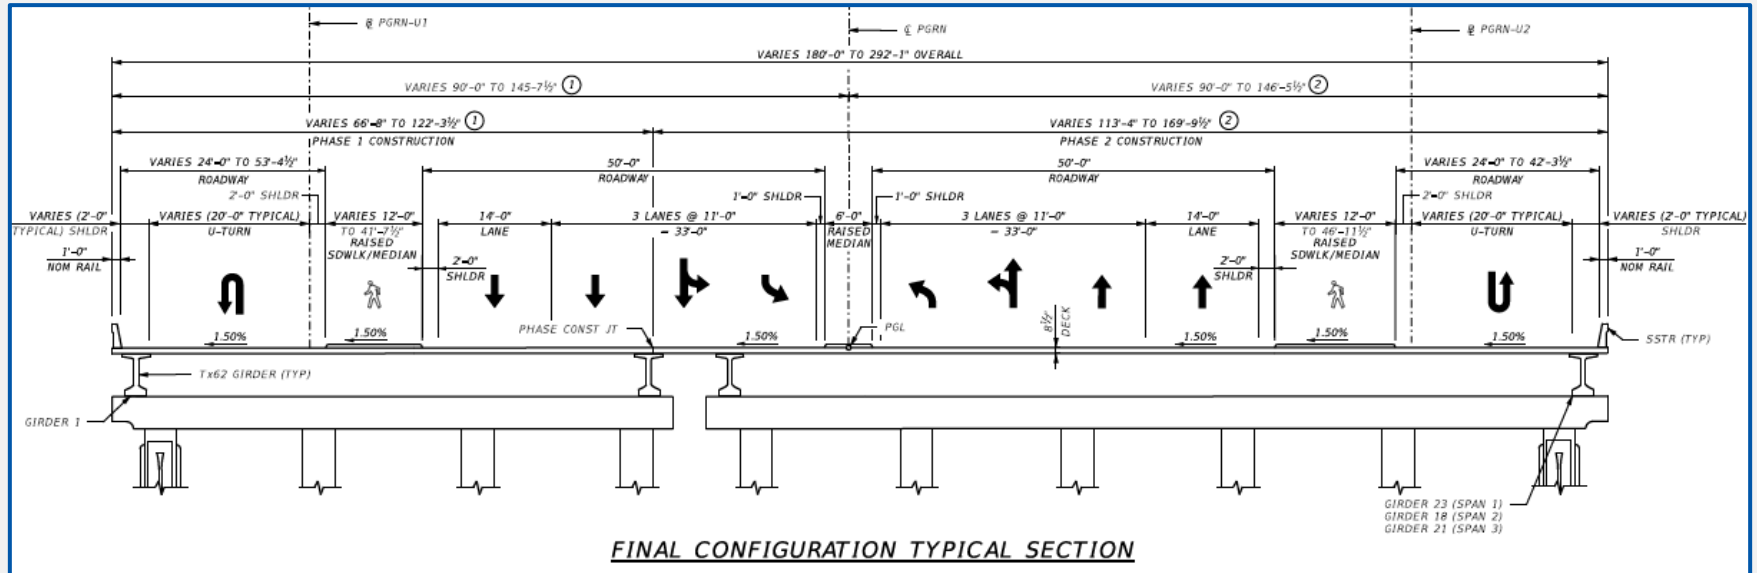 ℄ PGRN-U1
℄ PGRN
℄ PGRN-U2
VARIES 180'-0" TO 292'-1" OVERALL
VARIES 90'-0" TO 145'-7½" 1
VARIES 90'-0" TO 146'-5½" 2
VARIES 66'-8" TO 122'-3½" 1
PHASE 1 CONSTRUCTION
VARIES 113'-4" TO 169'-9½" 2
PHASE 2 CONSTRUCTION
VARIES 24'-0" TO 53'-4½"
ROADWAY
50'-0"
ROADWAY
50'-0"
ROADWAY
VARIES 24'-0" TO 42'-3½"
ROADWAY
2'-0" SHLDR
1'-0" SHLDR
1'-0" SHLDR
2'-0" SHLDR
VARIES (2'-0"
TYPICAL) SHLDR
VARIES (20'-0" TYPICAL)
U-TURN
VARIES 12'-0"
TO 41'-7½"
RAISED
SDWLK/MEDIAN
14'-0"
LANE
3 LANES @ 11'-0"
= 33'-0"
6'-0"
RAISED
MEDIAN
3 LANES @ 11'-0"
= 33'-0"
14'-0"
LANE
VARIES 12'-0"
TO 46'-11½"
RAISED
SDWLK/MEDIAN
VARIES (20'-0" TYPICAL)
U-TURN
VARIES (2'-0" TYPICAL)
SHLDR
1'-0"
NOM RAIL
2'-0"
SHLDR
2'-0"
SHLDR
1'-0"
NOM RAIL
1.50%
1.50%
PHASE CONST JT
1.50%
PGL
8½"
DECK
1.50%
1.50%
1.50%
SSTR (TYP)
Tx62 GIRDER (TYP)
GIRDER 1
GIRDER 23 (SPAN 1)
GIRDER 18 (SPAN 2)
GIRDER 21 (SPAN 3)
FINAL CONFIGURATION TYPICAL SECTION